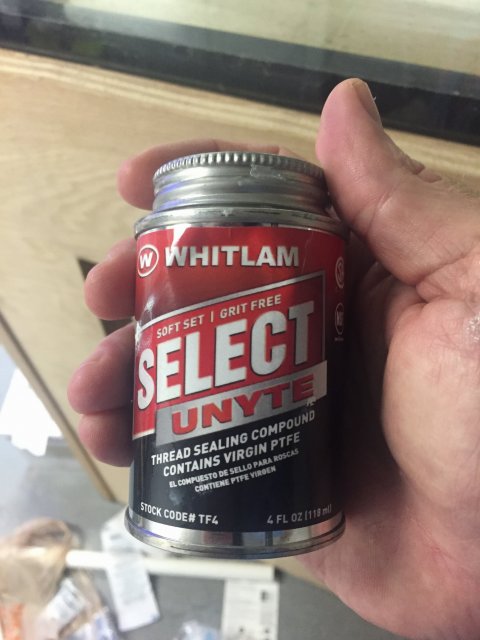 W WHITLAM
SOFT SET | GRIT FREE
SELECT
UNYTE
THREAD SEALING COMPOUND
CONTAINS VIRGIN PTFE
EL COMPUESTO DE SELLO PARA ROSCAS
CONTIENE PTFE VIRGEN
STOCK CODE# TF4 4 FL OZ (118 ml)